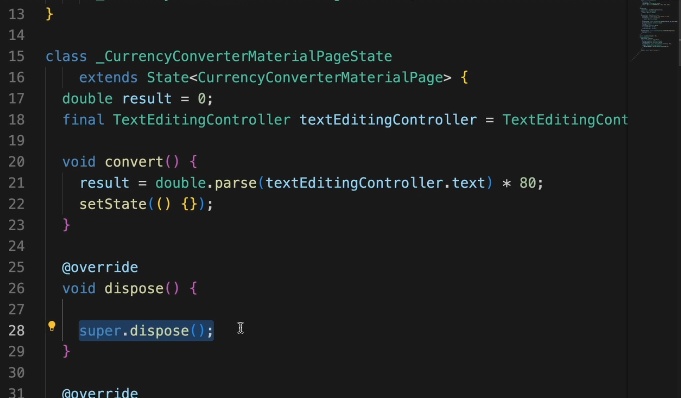 13 }
14
15 class _CurrencyConverterMaterialPageState
16 extends State<CurrencyConverterMaterialPage> {
17 double result = 0;
18 final TextEditingController textEditingController = TextEditingCont
19
20 void convert() {
21 result = double.parse(textEditingController.text) * 80;
22 setState(() {});
23 }
24
25 @override
26 void dispose() {
27
28 super.dispose();
29 }
30
31 @override